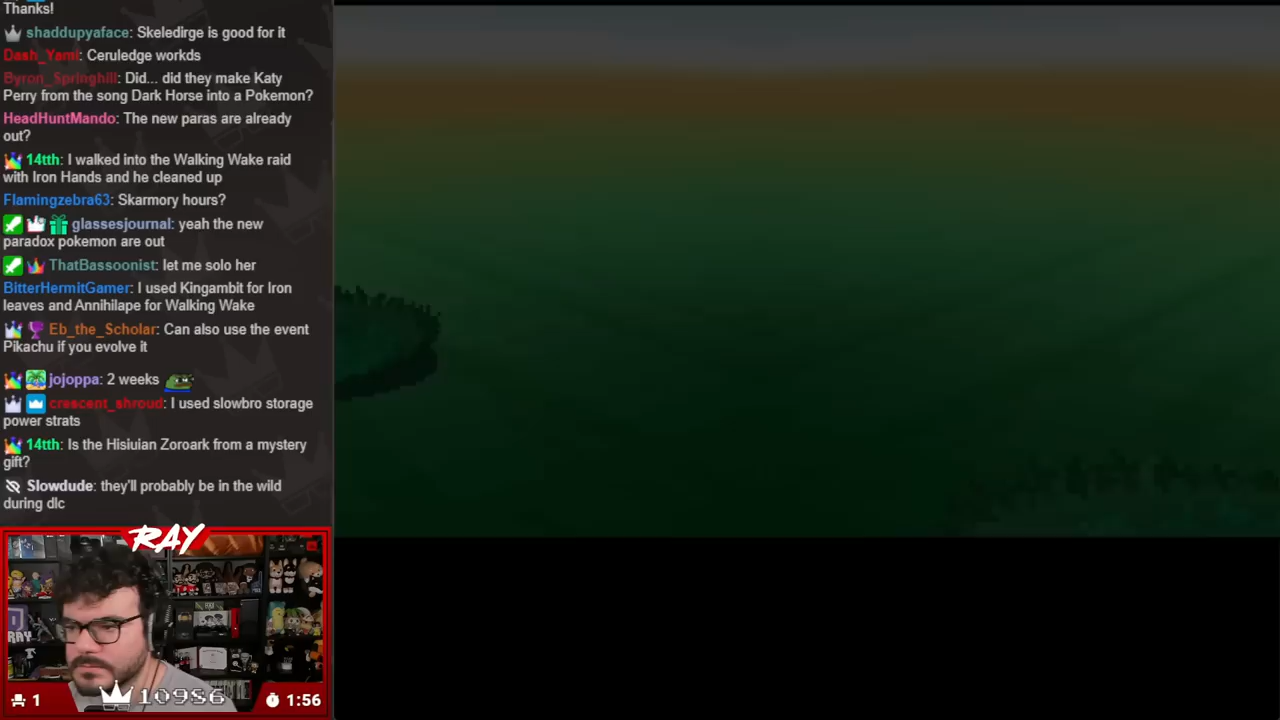 Thanks!
shaddupyaface: Skeledirge is good for it
Dash_Yami: Ceruledge workds
Byron_Springhill: Did... did they make Katy
Perry from the song Dark Horse into a Pokemon?
HeadHuntMando: The new paras are already
out?
14tth: I walked into the Walking Wake raid
with Iron Hands and he cleaned up
Flamingzebra63: Skarmory hours?
glassesjournal: yeah the new
paradox pokemon are out
ThatBassoonist: let me solo her
BitterHermitGamer: I used Kingambit for Iron
leaves and Annihilape for Walking Wake
Eb_the_Scholar: Can also use the event
Pikachu if you evolve it
jojoppa: 2 weeks
crescent_shroud: I used slowbro storage
power strats
14tth: Is the Hisiuian Zoroark from a mystery
gift?
Slowdude: they'll probably be in the wild
during dlc
RAY
RAY
1
10986
1:56